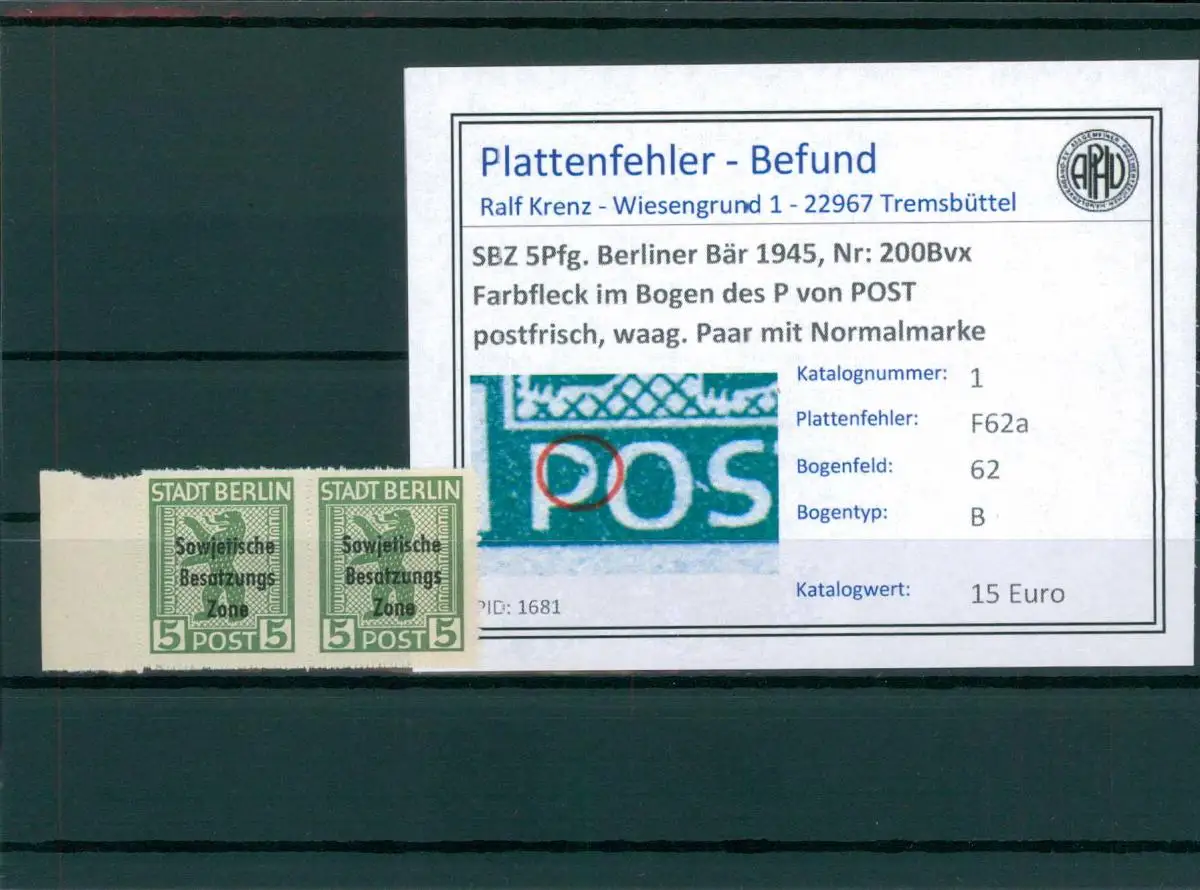 Plattenfehler - Befund
Ralf Krenz - Wiesengrund 1 - 22967 Tremsbüttel
APHV
SBZ 5Pfg. Berliner Bär 1945, Nr: 200Bvx
Farbfleck im Bogen des P von POST
postfrisch, waag. Paar mit Normalmarke
Katalognummer: 1
Plattenfehler: F62a
Bogenfeld: 62
Bogentyp: B
Katalogwert: 15 Euro
POS
PID: 1681
STADT BERLIN
Sowjetische
Besatzungs
Zone
5 POST 5
STADT BERLIN
Sowjetische
Besatzungs
Zone
5 POST 5